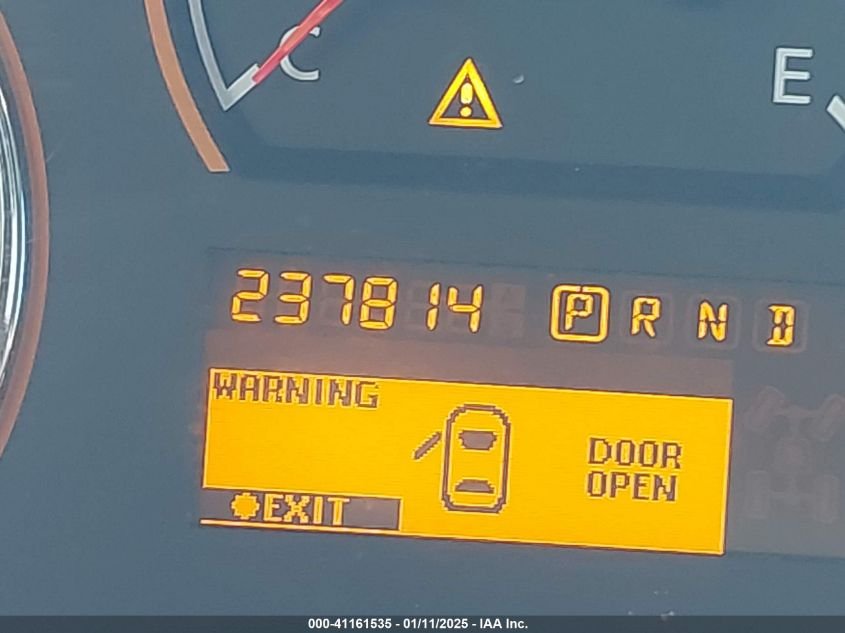 C
E
237814 P R N D
WARNING
DOOR
OPEN
EXIT
000-41161535 - 01/11/2025 - IAA Inc.